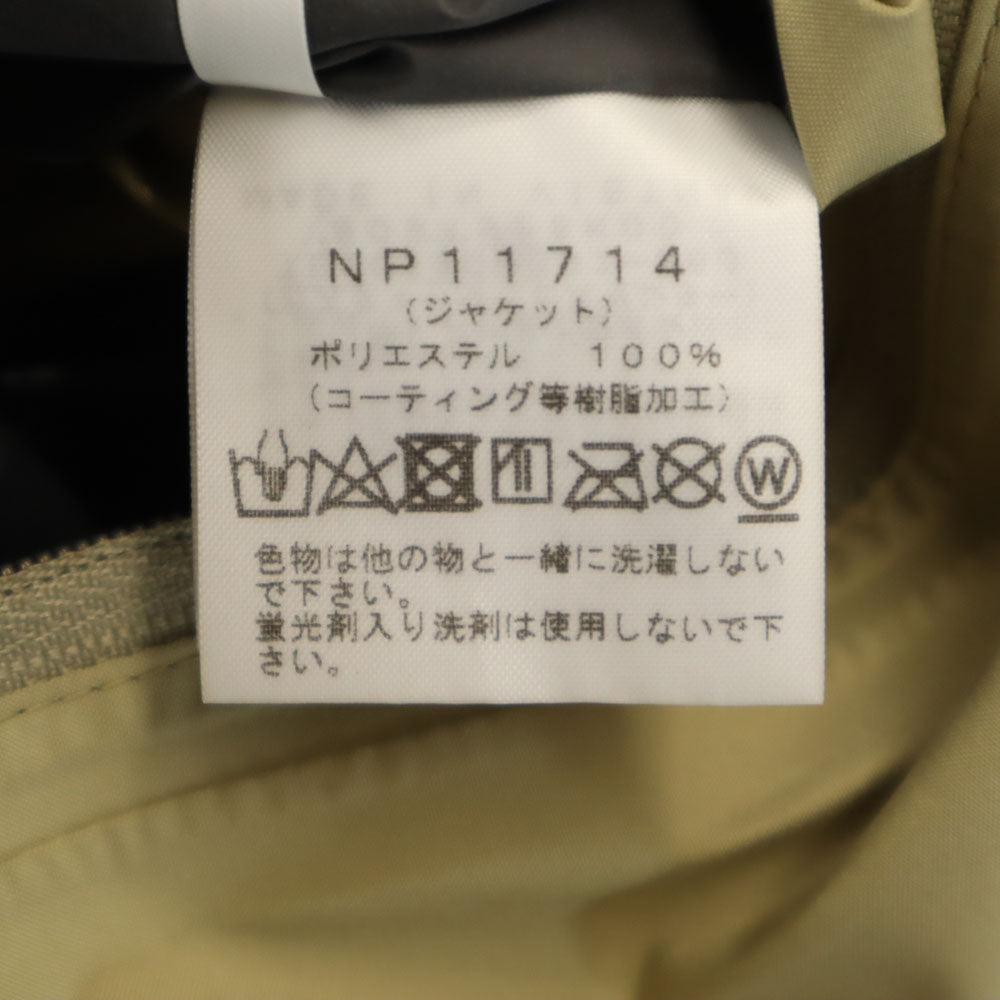 NP11714
(ジャケット)
ポリエステル 100%
(コーティング等樹脂加工)
W
色物は他の物と一緒に洗濯しない
で下さい。
蛍光剤入り洗剤は使用しないで下
さい。